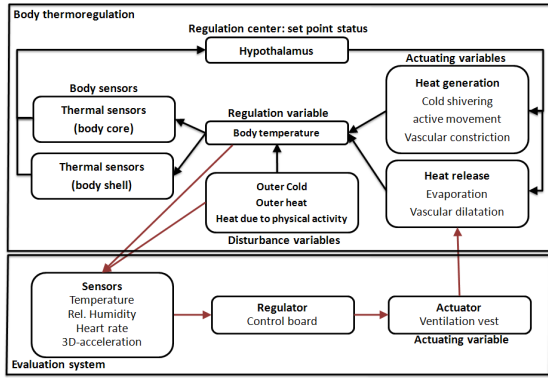 Body thermoregulation
Regulation center: set point status
Hypothalamus
Actuating variables
Heat generation
Cold shivering
active movement
Vascular constriction
Body sensors
Thermal sensors
(body core)
Regulation variable
Body temperature
Thermal sensors
(body shell)
Heat release
Evaporation
Vascular dilatation
Outer Cold
Outer heat
Heat due to physical activity
Disturbance variables
Sensors
Temperature
Rel. Humidity
Heart rate
3D-acceleration
Regulator
Control board
Actuator
Ventilation vest
Actuating variable
Evaluation system